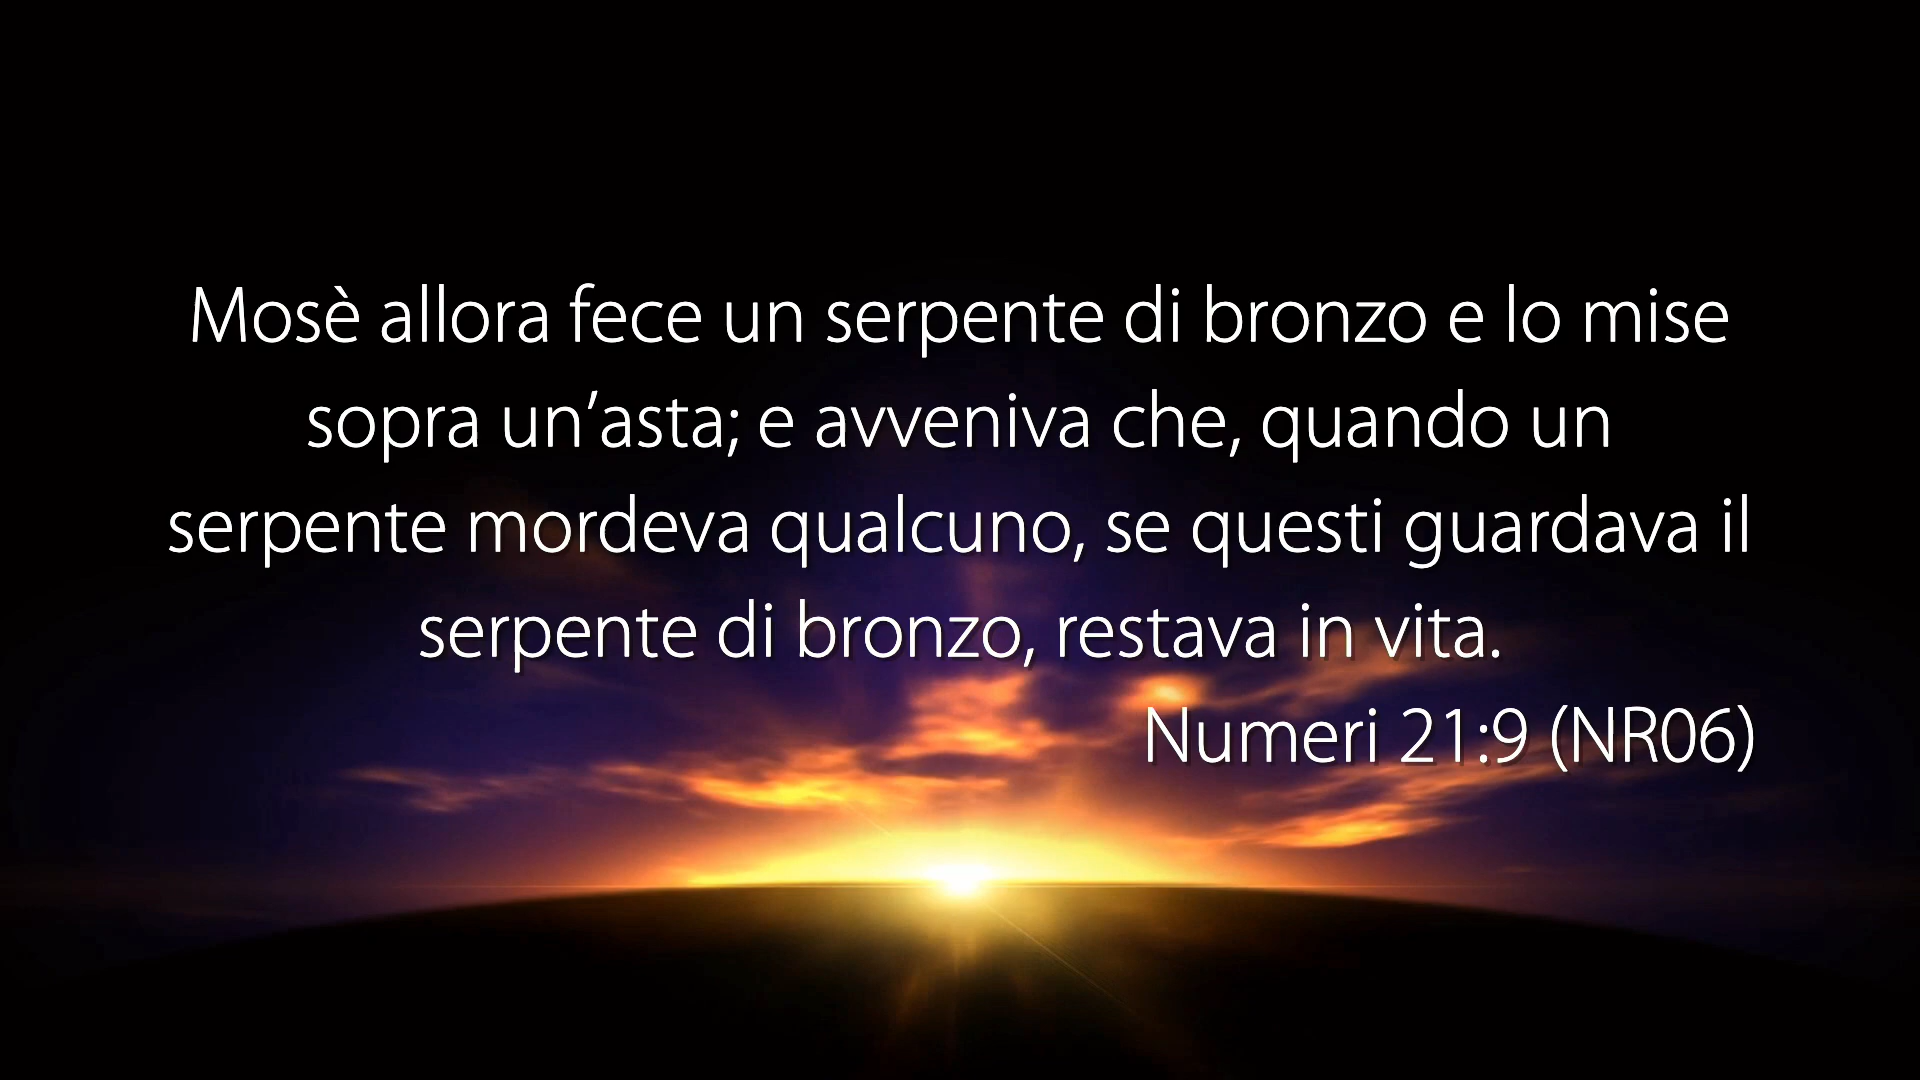 Mosè allora fece un serpente di bronzo e lo mise
sopra un’asta; e avveniva che, quando un
serpente mordeva qualcuno, se questi guardava il
serpente di bronzo, restava in vita.
Numeri 21:9 (NR06)